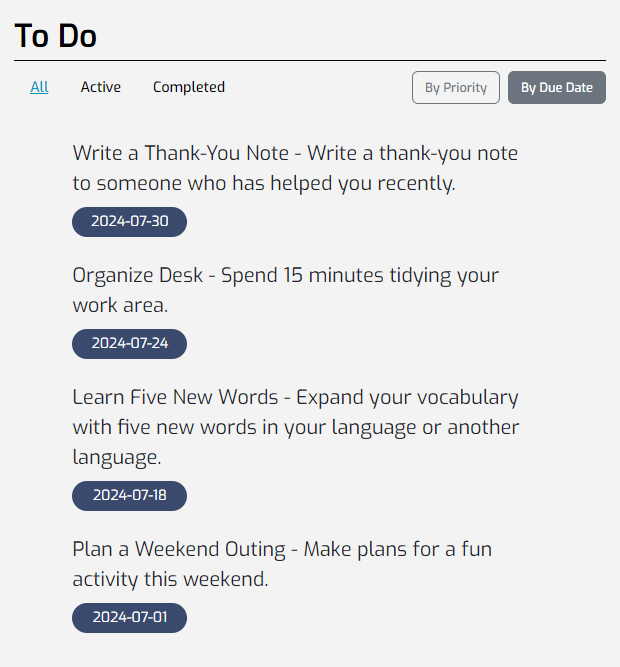 To Do
All Active Completed By Priority By Due Date
Write a Thank-You Note - Write a thank-you note
to someone who has helped you recently.
2024-07-30
Organize Desk - Spend 15 minutes tidying your
work area.
2024-07-24
Learn Five New Words - Expand your vocabulary
with five new words in your language or another
language.
2024-07-18
Plan a Weekend Outing - Make plans for a fun
activity this weekend.
2024-07-01